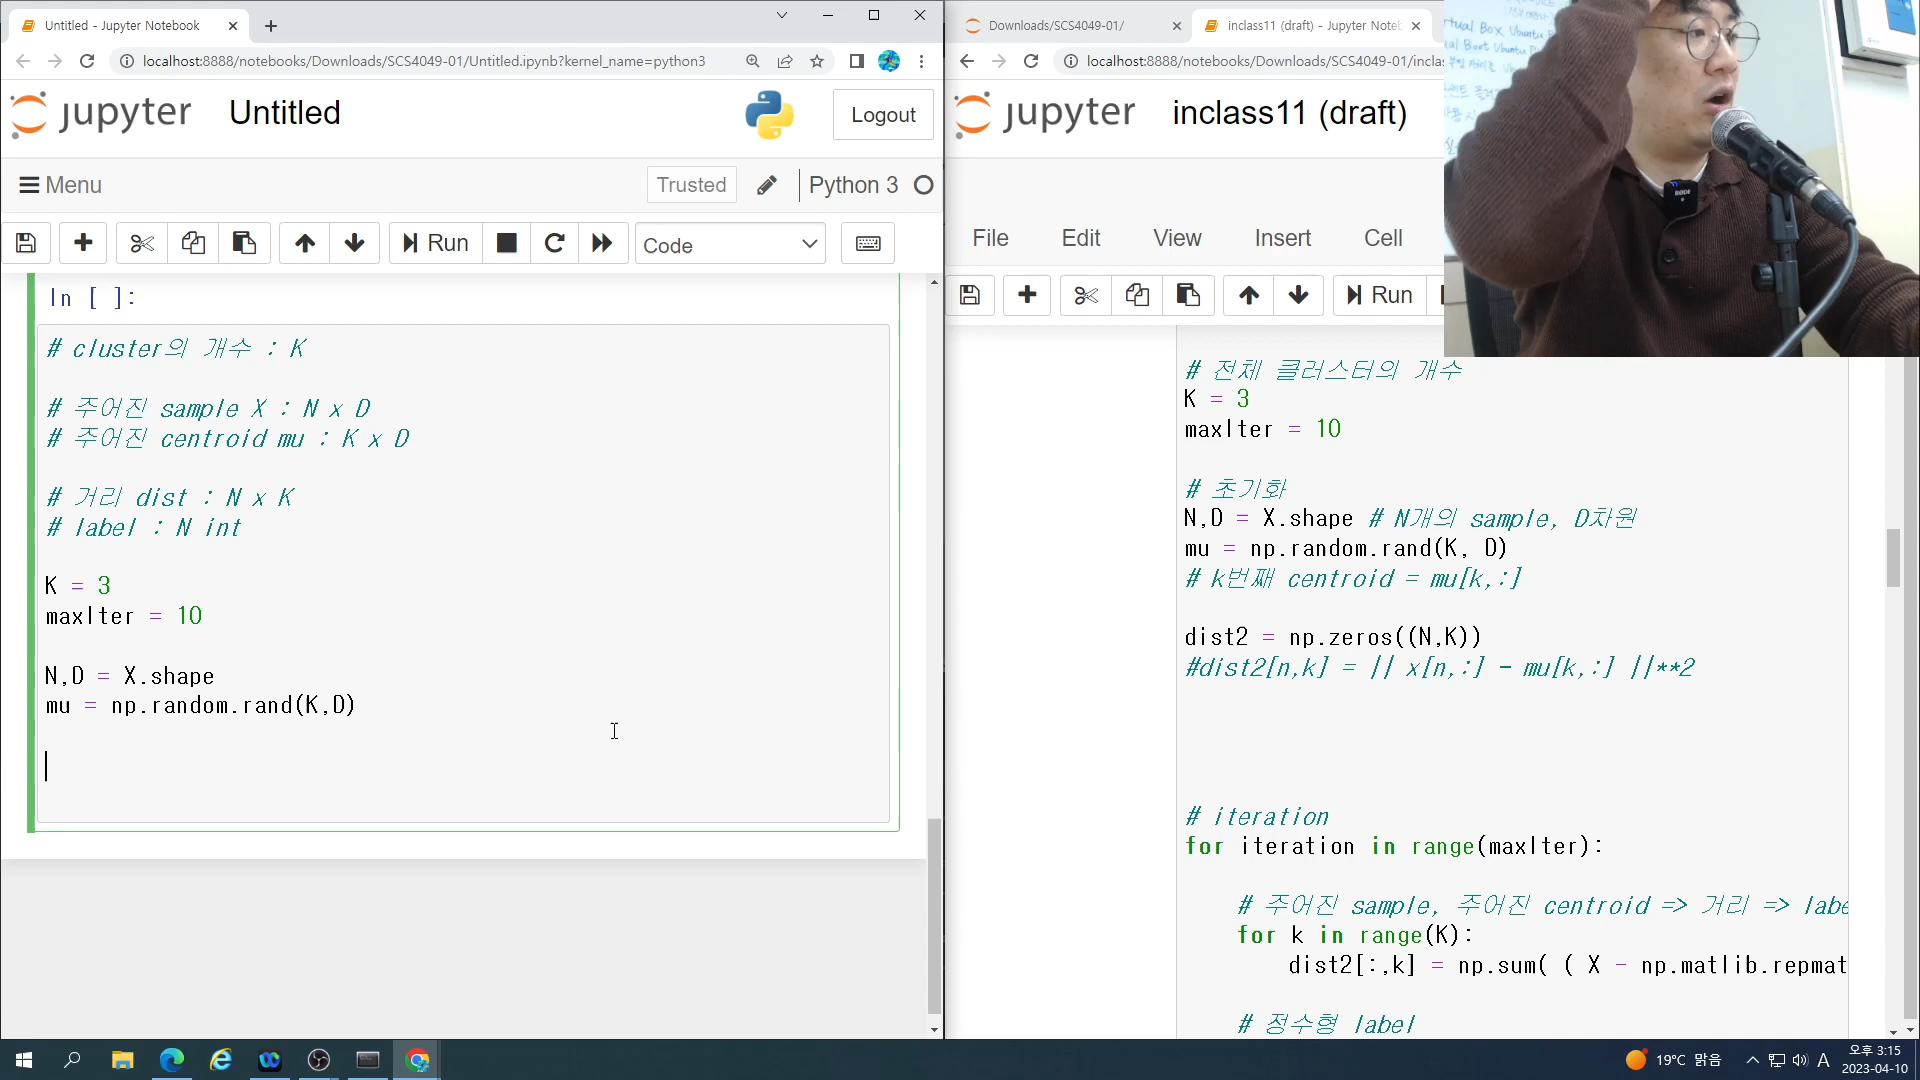 Untitled - Jupyter Notebook
localhost:8888/notebooks/Downloads/SCS4049-01/Untitled.ipynb?kernel_name=python3
jupyter Untitled
Logout
Menu
Trusted
Python 3
Run
Code
In [ ]:
# cluster의 개수 : K
# 주어진 sample X : N x D
# 주어진 centroid mu : K x D
# 거리 dist : N x K
# label : N int
K = 3
maxIter = 10
N,D = X.shape
mu = np.random.rand(K,D)
Downloads/SCS4049-01/
inclass11 (draft) - Jupyter Noteb
localhost:8888/notebooks/Downloads/SCS4049-01/inclas
jupyter inclass11 (draft)
File Edit View Insert Cell
Run
# 전체 클러스터의 개수
K = 3
maxIter = 10
# 초기화
N,D = X.shape # N개의 sample, D차원
mu = np.random.rand(K, D)
# k번째 centroid = mu[k,:]
dist2 = np.zeros((N,K))
#dist2[n,k] = || x[n,:] - mu[k,:] ||**2
# iteration
for iteration in range(maxIter):
# 주어진 sample, 주어진 centroid => 거리 => labe
for k in range(K):
dist2[:,k] = np.sum( ( X - np.matlib.repmat
# 정수형 label
RODE
19°C 맑음
A
오후 3:15
2023-04-10